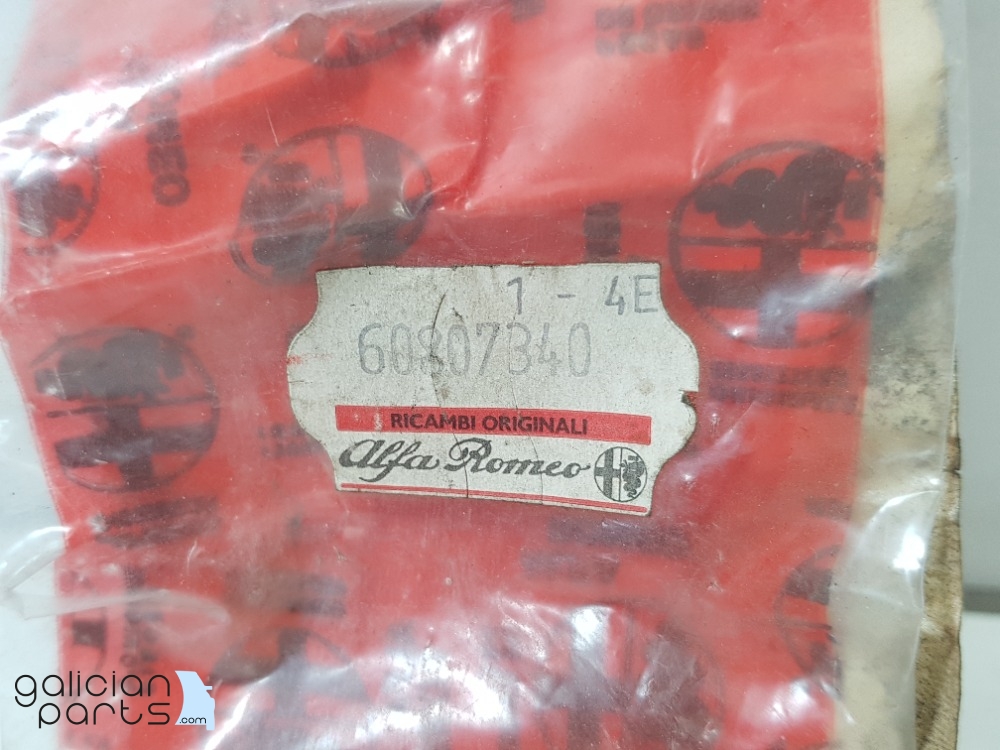 1 - 4E
60807340
RICAMBI ORIGINALI
Alfa Romeo
galician
parts.com